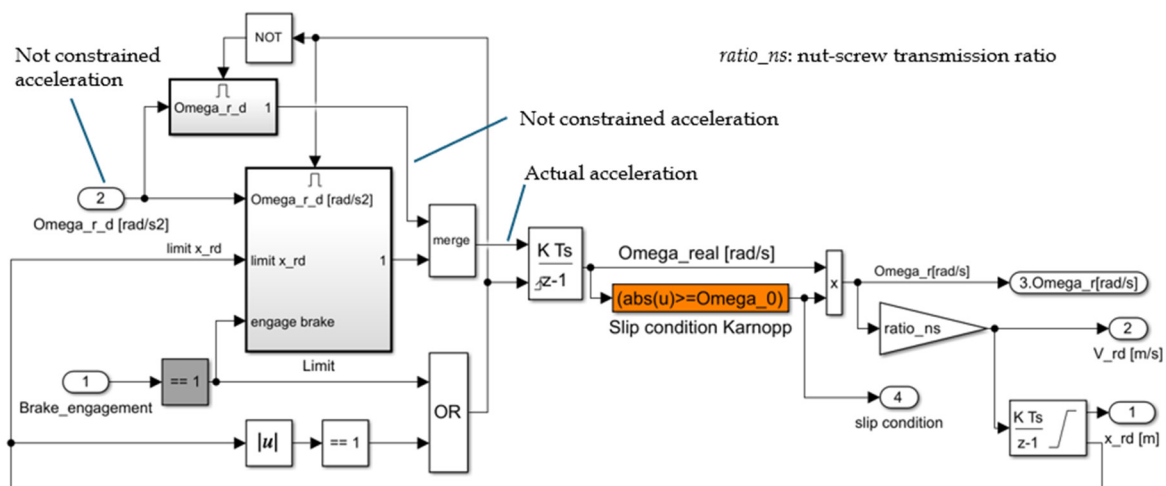 NOT
Not constrained
acceleration
ratio_ns: nut-screw transmission ratio
Omega_r_d
1
Not constrained acceleration
Actual acceleration
2
Omega_r_d [rad/s2]
Omega_r_d [rad/s2]
merge
limit x_rd
limit x_rd
1
K Ts
z-1
Omega_real [rad/s]
(abs(u)>=Omega_0)
Slip condition Karnopp
x
Omega_r[rad/s]
3.Omega_r[rad/s]
engage brake
Limit
ratio_ns
2
V_rd [m/s]
1
Brake_engagement
== 1
OR
4
slip condition
|u|
== 1
K Ts
z-1
1
x_rd [m]